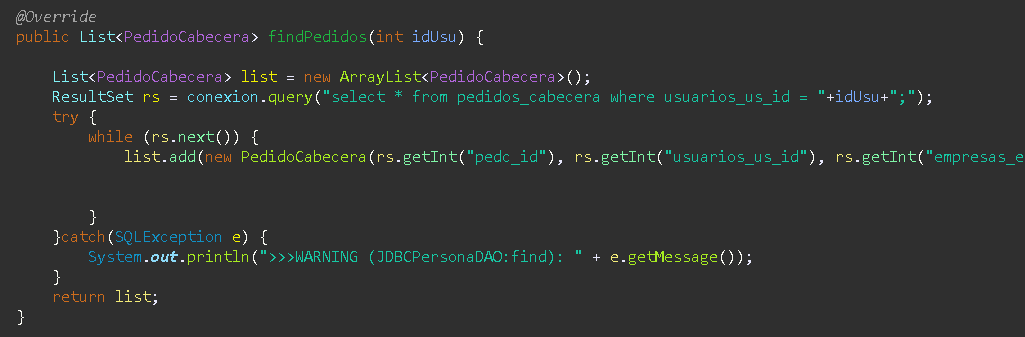 @Override
public List<PedidoCabecera> findPedidos(int idUsu) {
List<PedidoCabecera> list = new ArrayList<PedidoCabecera>();
ResultSet rs = conexion.query("select * from pedidos_cabecera where usuarios_us_id = "+idUsu+";");
try {
while (rs.next()) {
list.add(new PedidoCabecera(rs.getInt("pedc_id"), rs.getInt("usuarios_us_id"), rs.getInt("empresas_e
}
}catch(SQLException e) {
System.out.println(">>>WARNING (JDBCPersonaDAO:find): " + e.getMessage());
}
return list;
}